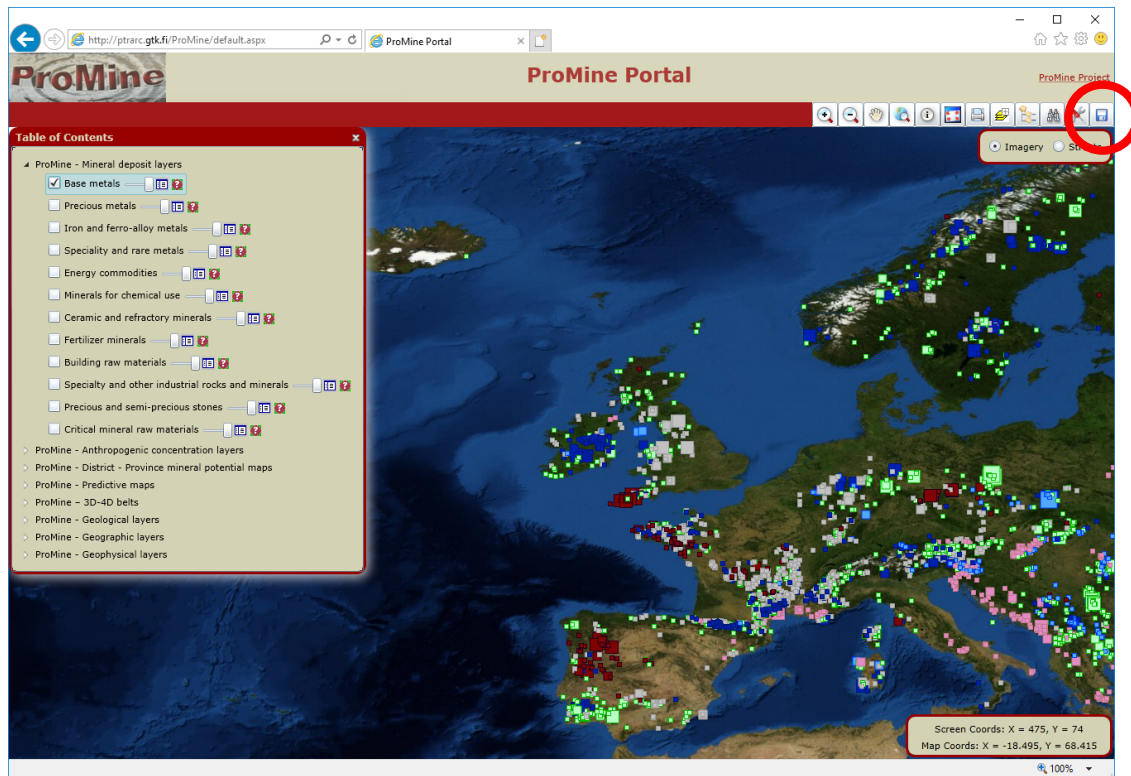 http://ptrarc.gtk.fi/ProMine/default.aspx
ProMine Portal
ProMine
ProMine Portal
ProMine Project
Table of Contents
Imagery
Streets
ProMine - Mineral deposit layers
Base metals
Precious metals
Iron and ferro-alloy metals
Speciality and rare metals
Energy commodities
Minerals for chemical use
Ceramic and refractory minerals
Fertilizer minerals
Building raw materials
Specialty and other industrial rocks and minerals
Precious and semi-precious stones
Critical mineral raw materials
ProMine - Anthropogenic concentration layers
ProMine - District - Province mineral potential maps
ProMine - Predictive maps
ProMine – 3D-4D belts
ProMine - Geological layers
ProMine - Geographic layers
ProMine - Geophysical layers
Screen Coords: X = 475, Y = 74
Map Coords: X = -18.495, Y = 68.415
100%